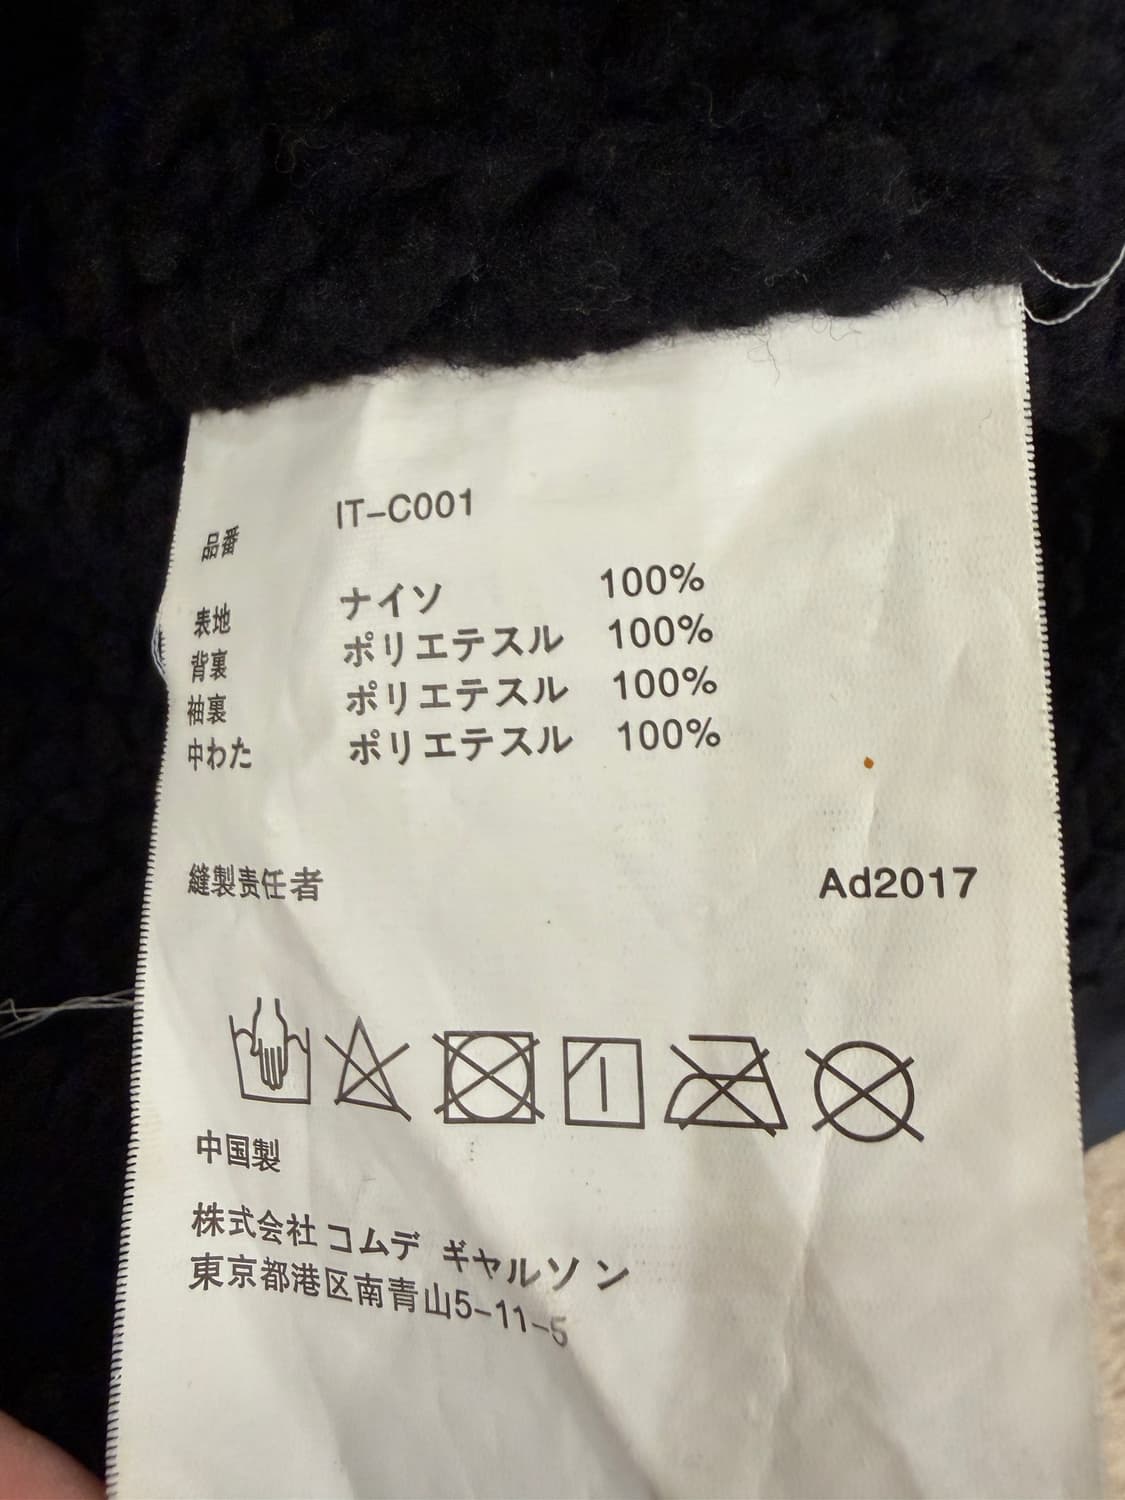 品番 IT-C001
表地 ナイソ 100%
背裏 ポリエテスル 100%
袖裏 ポリエテスル 100%
中わた ポリエテスル 100%
縫製责任者 Ad2017
中国製
株式会社 コムデ ギヤルソン
東京都港区南青山5-11-5